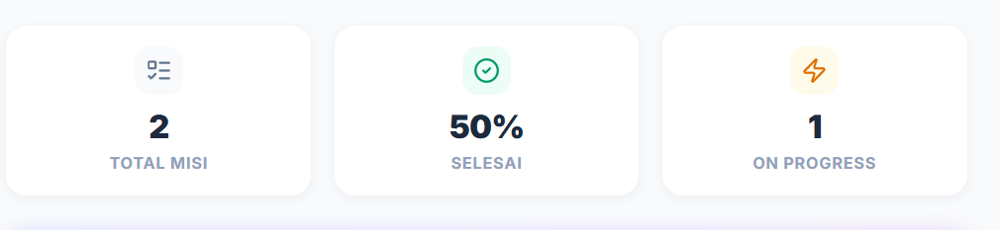 2
TOTAL MISI
50%
SELESAI
1
ON PROGRESS